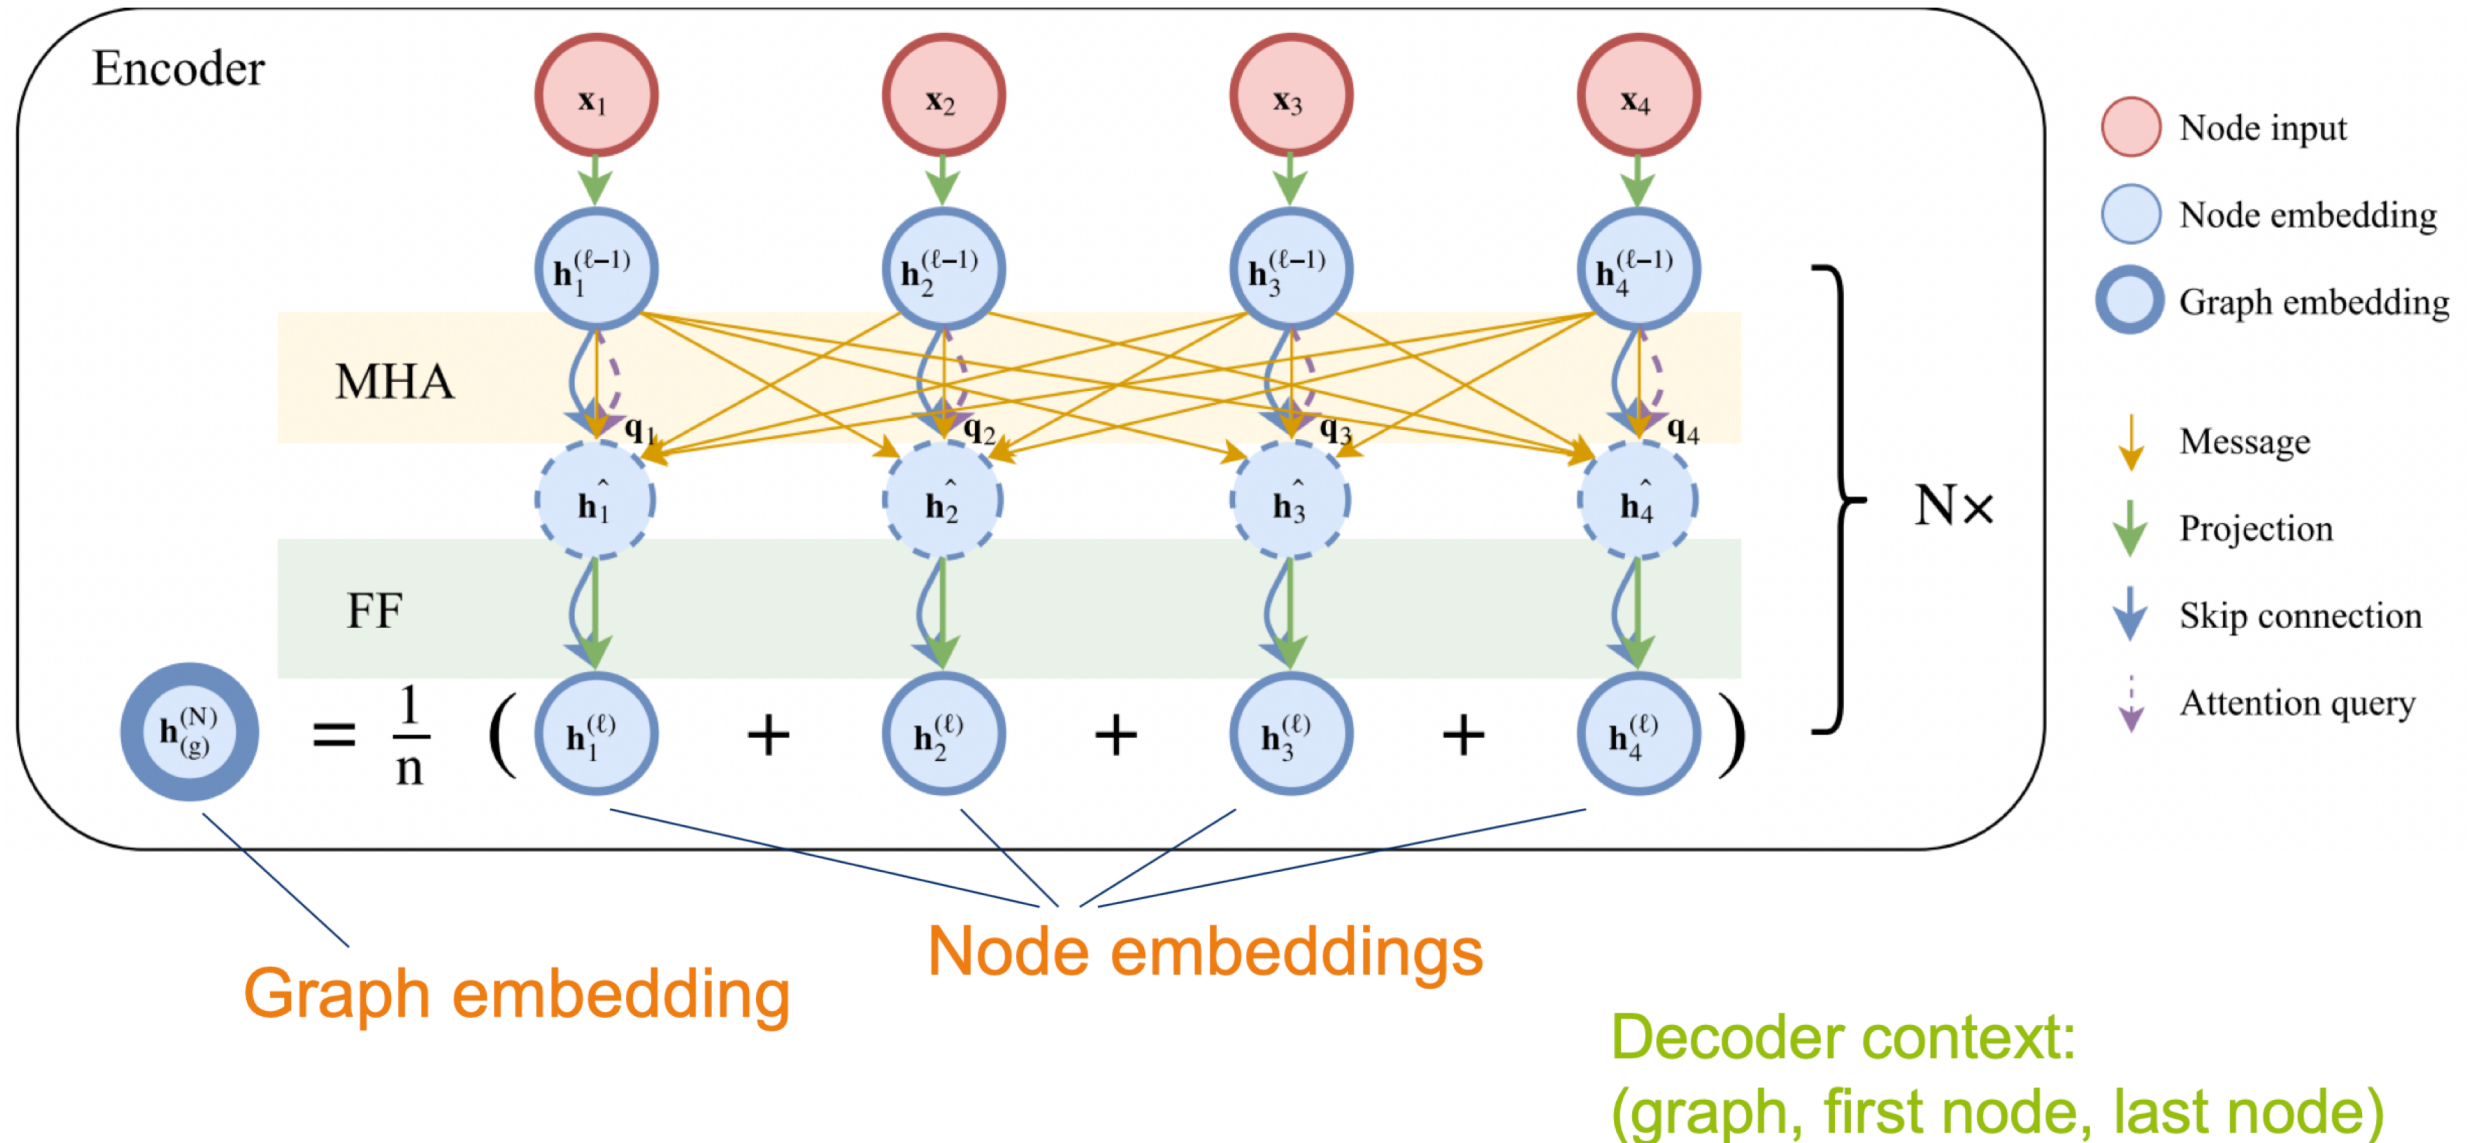 Encoder
x₁ x₂ x₃ x₄
h₁^(ℓ−1) h₂^(ℓ−1) h₃^(ℓ−1) h₄^(ℓ−1)
MHA
q₁ q₂ q₃ q₄
ĥ₁ ĥ₂ ĥ₃ ĥ₄
N×
FF
h_(g)^(N) = 1/n ( h₁^(ℓ) + h₂^(ℓ) + h₃^(ℓ) + h₄^(ℓ) )
Node input
Node embedding
Graph embedding
Message
Projection
Skip connection
Attention query
Graph embedding
Node embeddings
Decoder context:
(graph, first node, last node)